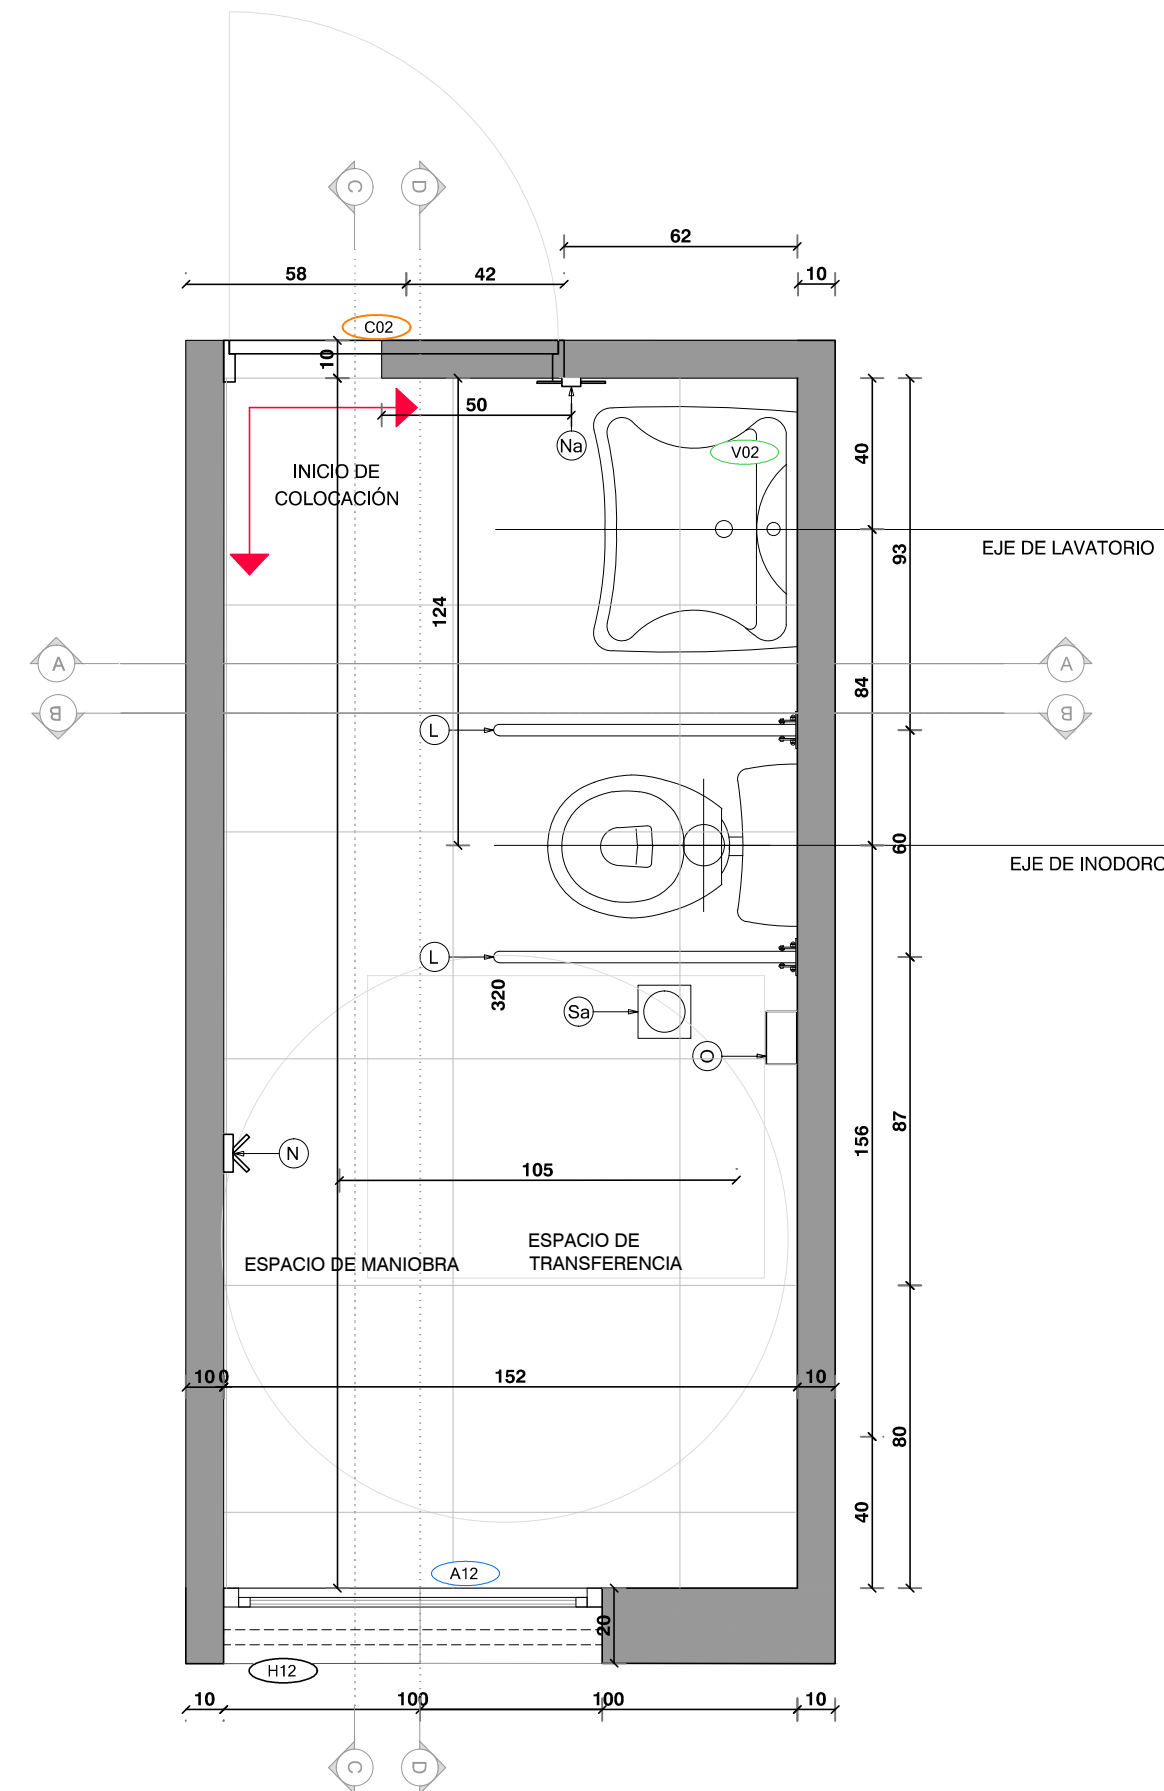 C
D
62
58
42
10
C02
10
50
Na
V02
INICIO DE
COLOCACIÓN
40
93
EJE DE LAVATORIO
124
A
A
84
B
B
L
60
EJE DE INODORO
L
320
Sa
O
87
156
N
105
ESPACIO DE
TRANSFERENCIA
ESPACIO DE MANIOBRA
10
0
152
10
80
40
A12
20
H12
10
100
100
10
C
D